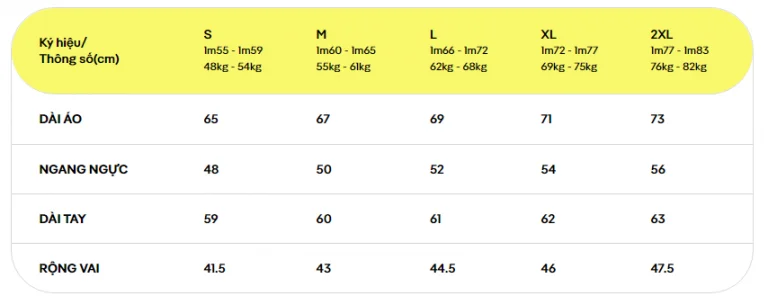 Ký hiệu/
Thông số(cm)
S
1m55 - 1m59
48kg - 54kg
M
1m60 - 1m65
55kg - 61kg
L
1m66 - 1m72
62kg - 68kg
XL
1m72 - 1m77
69kg - 75kg
2XL
1m77 - 1m83
76kg - 82kg
DÀI ÁO 65 67 69 71 73
NGANG NGỰC 48 50 52 54 56
DÀI TAY 59 60 61 62 63
RỘNG VAI 41.5 43 44.5 46 47.5